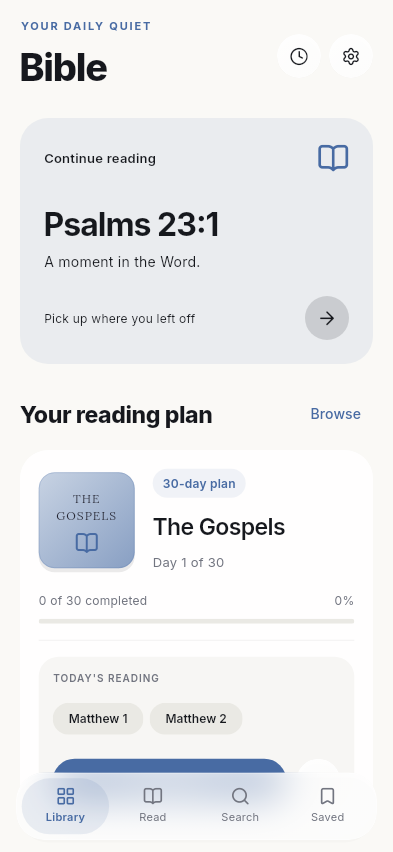 YOUR DAILY QUIET
Bible
Continue reading
Psalms 23:1
A moment in the Word.
Pick up where you left off
Your reading plan
Browse
THE
GOSPELS
30-day plan
The Gospels
Day 1 of 30
0 of 30 completed
0%
TODAY'S READING
Matthew 1
Matthew 2
Library
Read
Search
Saved